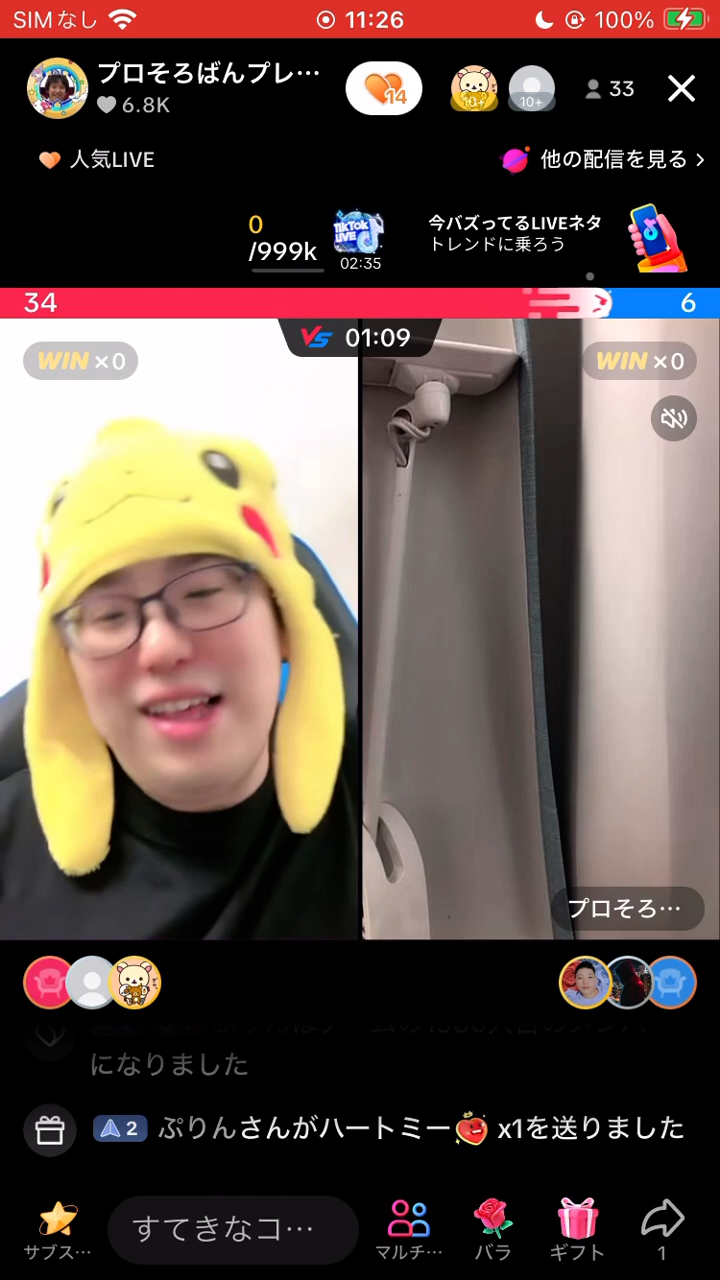 SIMなし 11:26 100%
プロそろばんプレ… 14 10+ 10+ 33
6.8K
人気LIVE 他の配信を見る
0
/999k TikTok LIVE 02:35 今バズってるLIVEネタ
トレンドに乗ろう
34 6
VS 01:09
WIN ×0 WIN ×0
プロそろ…
になりました
2 ぷりんさんがハートミー x1を送りました
すてきなコ…
サブス… マルチ… バラ ギフト 1